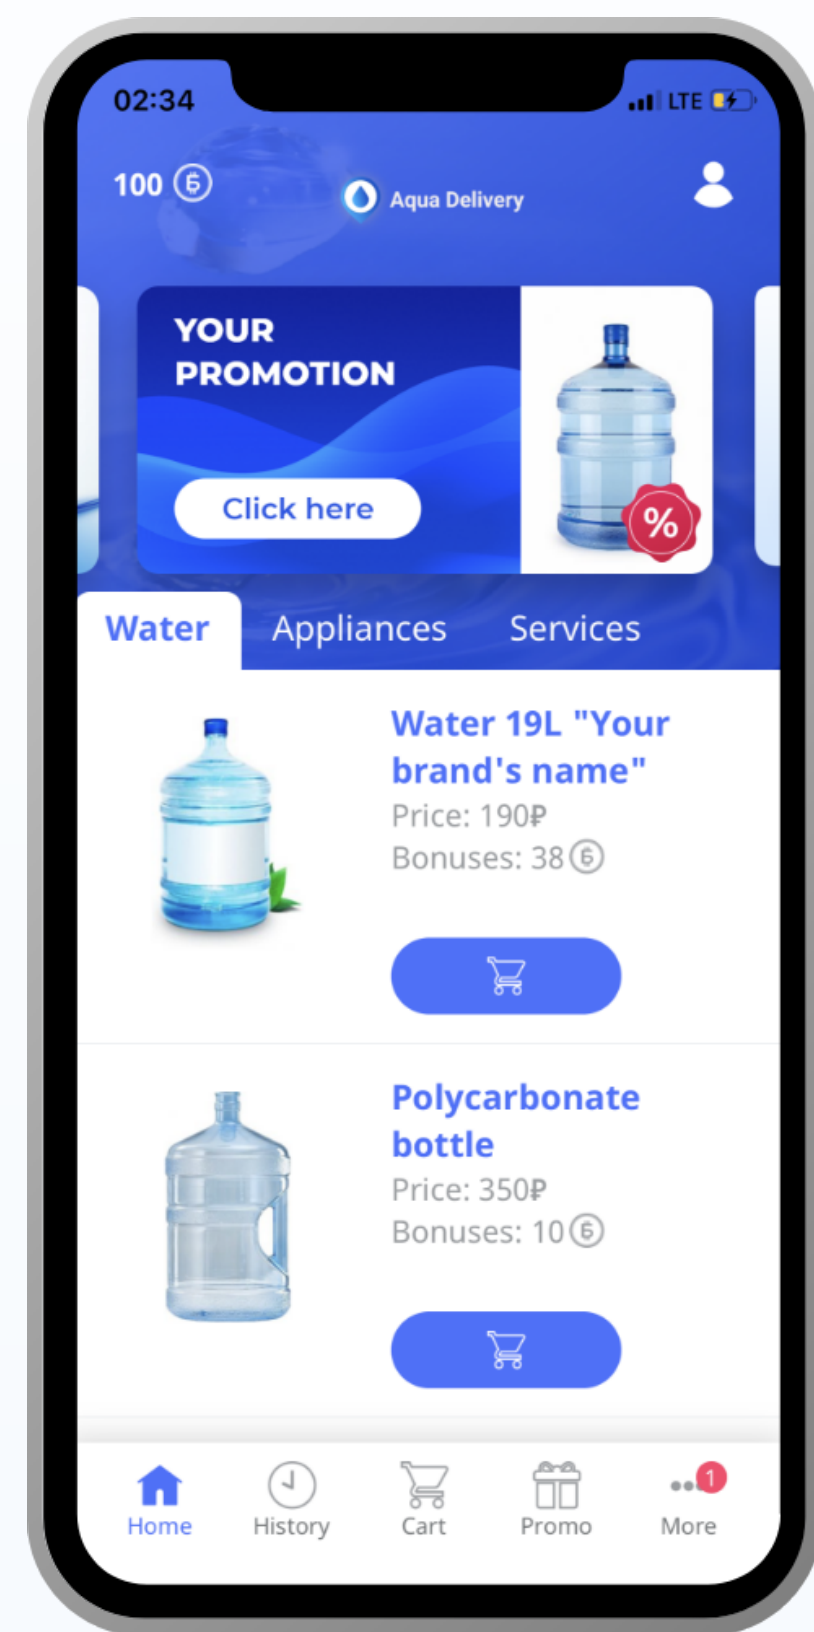 02:34
LTE
100
Aqua Delivery
YOUR
PROMOTION
Click here
%
Water
Appliances
Services
Water 19L "Your
brand's name"
Price: 190₽
Bonuses: 38
Polycarbonate
bottle
Price: 350₽
Bonuses: 10
1
Home
History
Cart
Promo
More